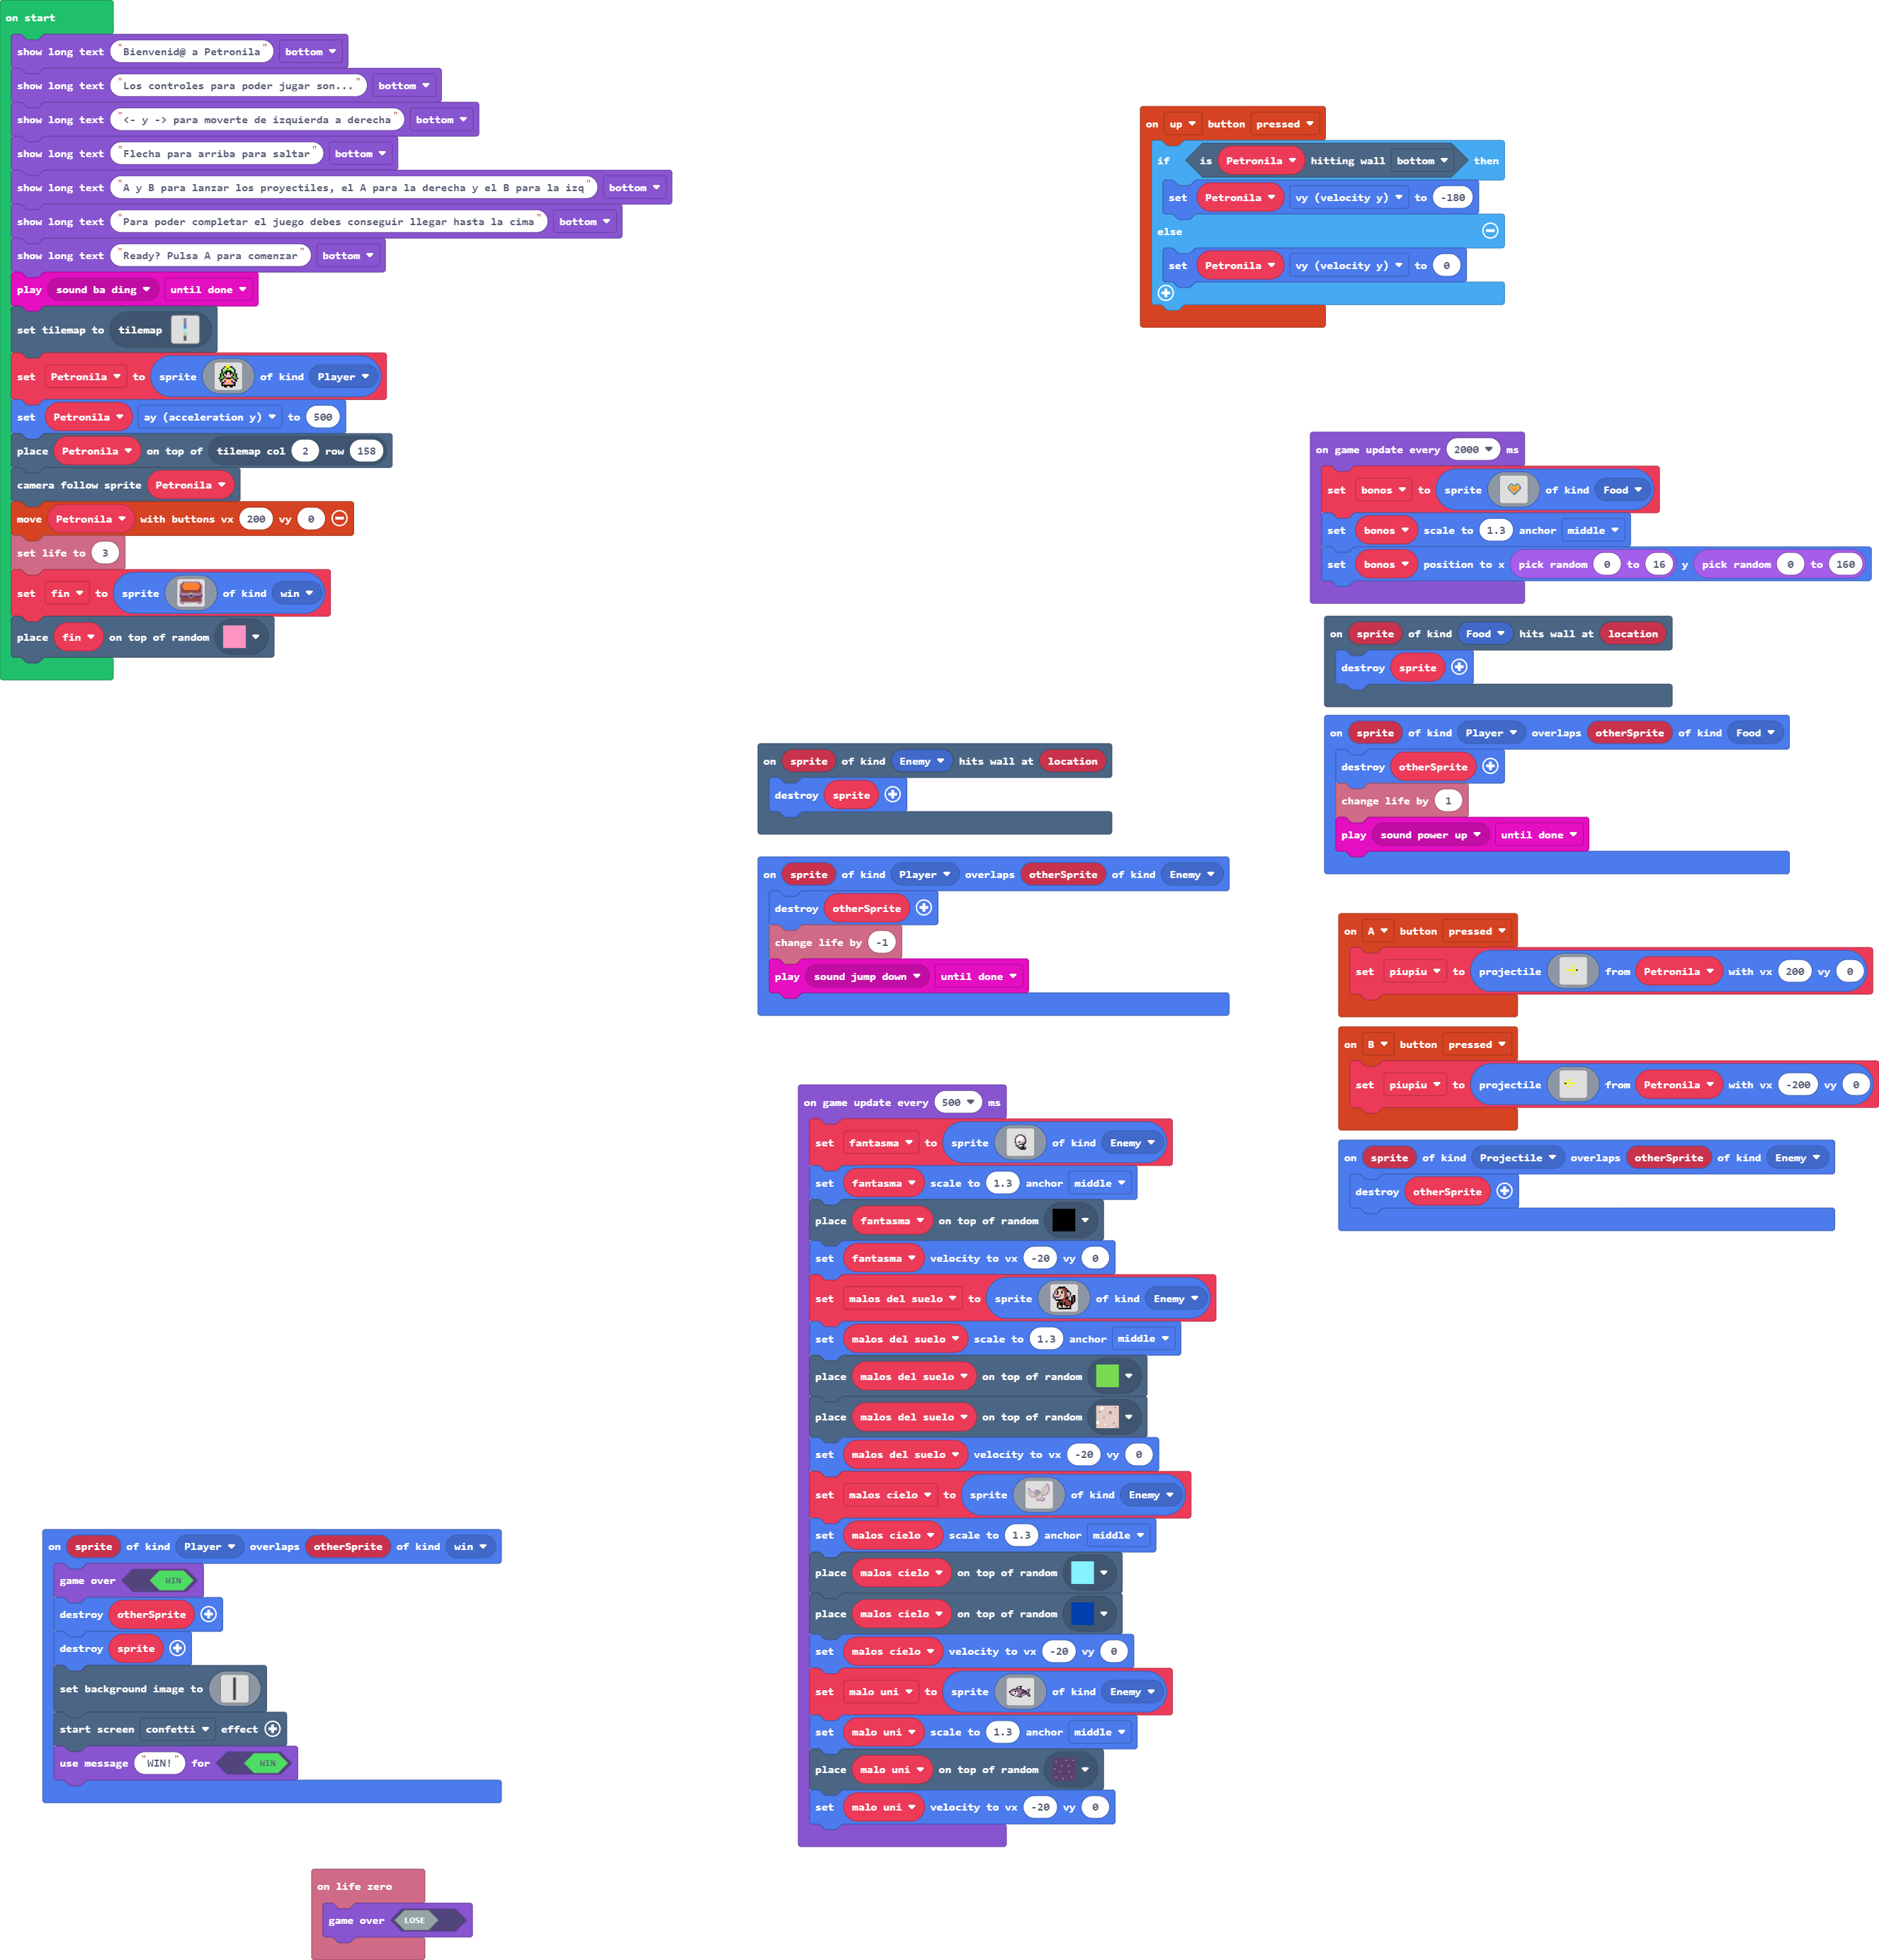 on start
show long text "Bienvenid@ a Petronila" bottom
show long text "Los controles para poder jugar son..." bottom
show long text "<- y -> para moverte de izquierda a derecha" bottom
show long text "Flecha para arriba para saltar" bottom
show long text "A y B para lanzar los proyectiles, el A para la derecha y el B para la izq" bottom
show long text "Para poder completar el juego debes conseguir llegar hasta la cima" bottom
show long text "Ready? Pulsa A para comenzar" bottom
play sound ba ding until done
set tilemap to tilemap
set Petronila to sprite of kind Player
set Petronila ay (acceleration y) to 500
place Petronila on top of tilemap col 2 row 158
camera follow sprite Petronila
move Petronila with buttons vx 200 vy 0
set life to 3
set fin to sprite of kind win
place fin on top of random
on up button pressed
if is Petronila hitting wall bottom then
set Petronila vy (velocity y) to -180
else
set Petronila vy (velocity y) to 0
on game update every 2000 ms
set bonos to sprite of kind Food
set bonos scale to 1.3 anchor middle
set bonos position to x pick random 0 to 16 y pick random 0 to 160
on sprite of kind Food hits wall at location
destroy sprite
on sprite of kind Player overlaps otherSprite of kind Food
destroy otherSprite
change life by 1
play sound power up until done
on sprite of kind Enemy hits wall at location
destroy sprite
on sprite of kind Player overlaps otherSprite of kind Enemy
destroy otherSprite
change life by -1
play sound jump down until done
on A button pressed
set piupiu to projectile from Petronila with vx 200 vy 0
on B button pressed
set piupiu to projectile from Petronila with vx -200 vy 0
on sprite of kind Projectile overlaps otherSprite of kind Enemy
destroy otherSprite
on game update every 500 ms
set fantasma to sprite of kind Enemy
set fantasma scale to 1.3 anchor middle
place fantasma on top of random
set fantasma velocity to vx -20 vy 0
set malos del suelo to sprite of kind Enemy
set malos del suelo scale to 1.3 anchor middle
place malos del suelo on top of random
place malos del suelo on top of random
set malos del suelo velocity to vx -20 vy 0
set malos cielo to sprite of kind Enemy
set malos cielo scale to 1.3 anchor middle
place malos cielo on top of random
place malos cielo on top of random
set malos cielo velocity to vx -20 vy 0
set malo uni to sprite of kind Enemy
set malo uni scale to 1.3 anchor middle
place malo uni on top of random
set malo uni velocity to vx -20 vy 0
on sprite of kind Player overlaps otherSprite of kind win
game over WIN
destroy otherSprite
destroy sprite
set background image to
start screen confetti effect
use message "WIN!" for WIN
on life zero
game over LOSE